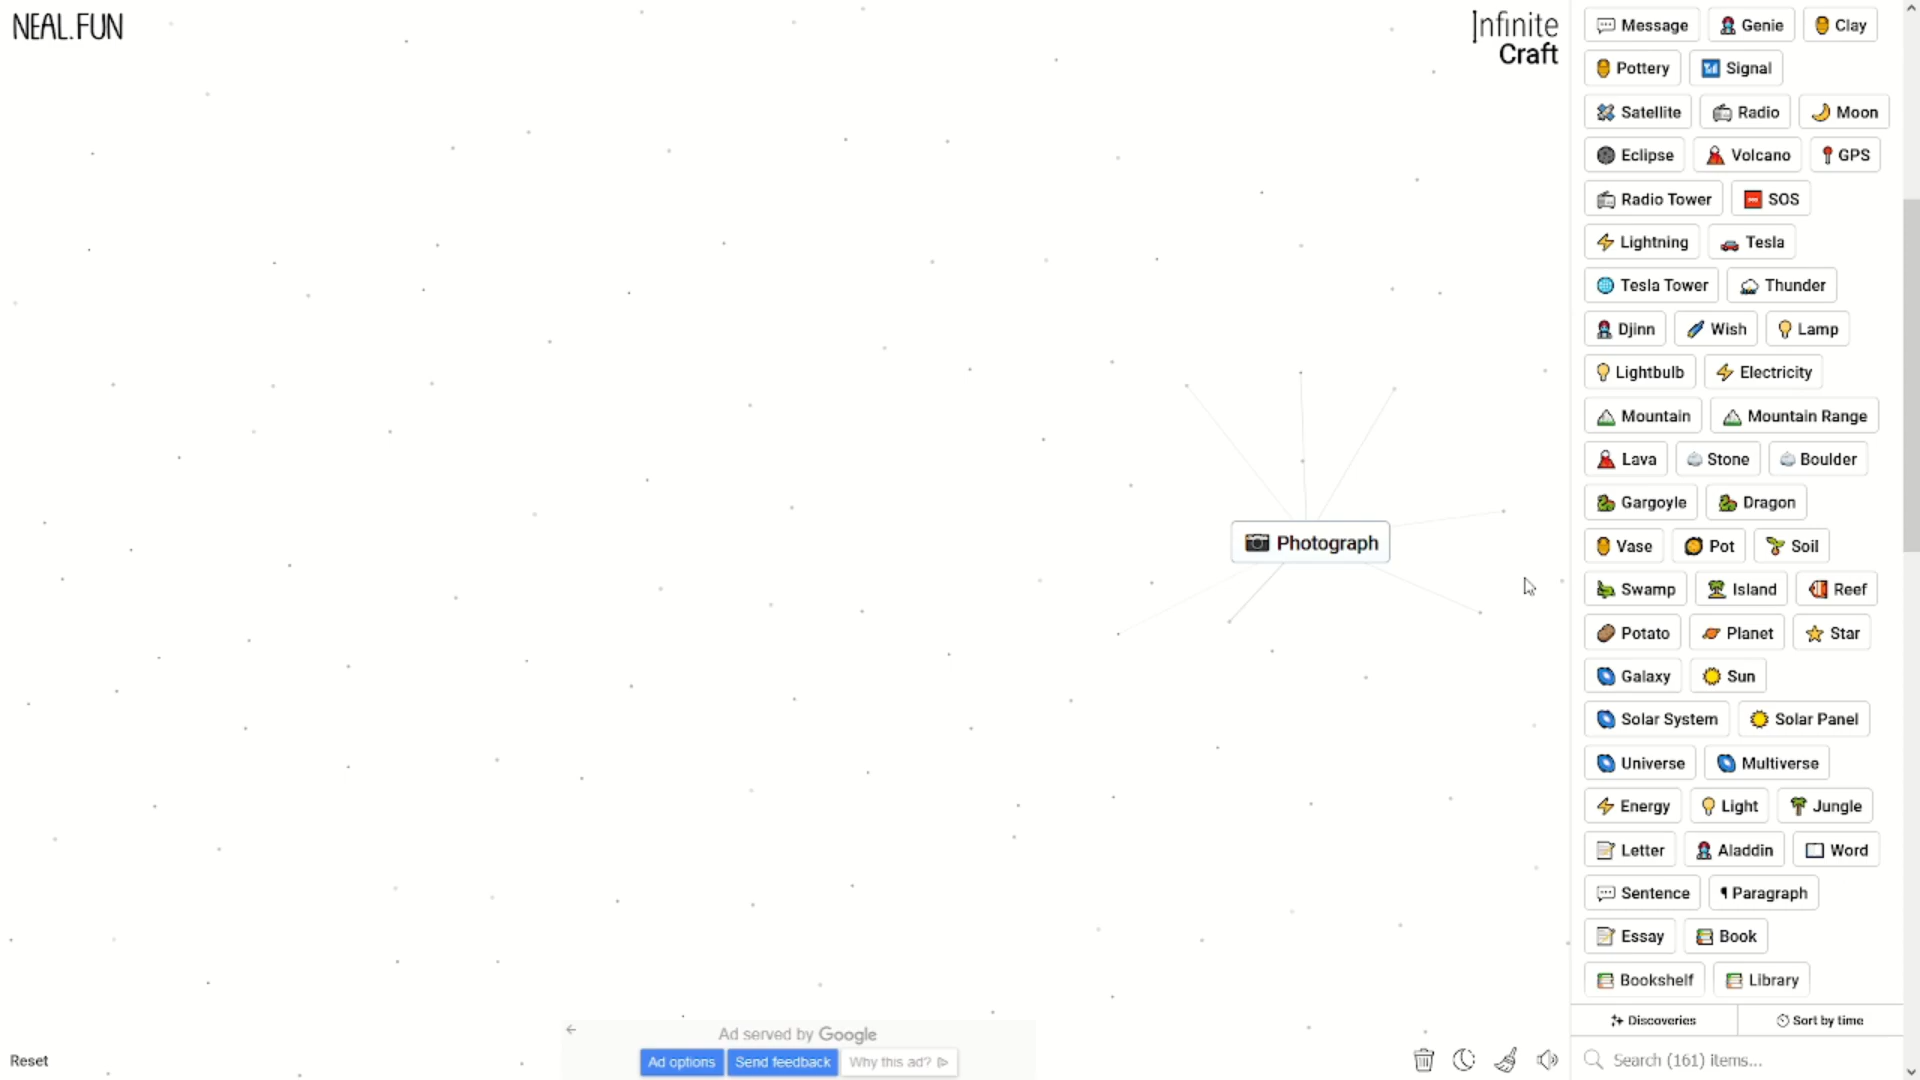 NEAL.FUN
Infinite
Craft
Photograph
Message Genie Clay
Pottery Signal
Satellite Radio Moon
Eclipse Volcano GPS
Radio Tower SOS
Lightning Tesla
Tesla Tower Thunder
Djinn Wish Lamp
Lightbulb Electricity
Mountain Mountain Range
Lava Stone Boulder
Gargoyle Dragon
Vase Pot Soil
Swamp Island Reef
Potato Planet Star
Galaxy Sun
Solar System Solar Panel
Universe Multiverse
Energy Light Jungle
Letter Aladdin Word
Sentence ¶ Paragraph
Essay Book
Bookshelf Library
Discoveries Sort by time
Search (161) items...
Ad served by Google
Ad options Send feedback Why this ad?
Reset